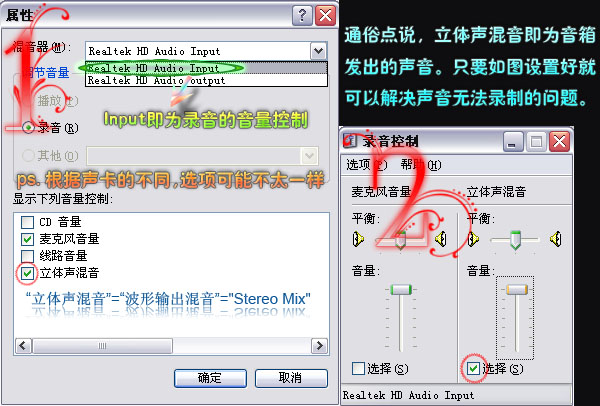 属性
1
混音器(M):
Realtek HD Audio Input
Realtek HD Audio Input
Realtek HD Audio output
调节音量
播放(P)
Input即为录音的音量控制
录音(R)
其他(O)
ps. 根据声卡的不同,选项可能不太一样
显示下列音量控制:
CD 音量
麦克风音量
线路音量
立体声混音
“立体声混音”=“波形输出混音”="Stereo Mix"
确定
取消
通俗点说，立体声混音即为音箱
发出的声音。只要如图设置好就
可以解决声音无法录制的问题。
2
录音控制
选项(P) 帮助(H)
麦克风音量
平衡:
音量:
选择(S)
立体声混音
平衡:
音量:
选择(S)
Realtek HD Audio Input